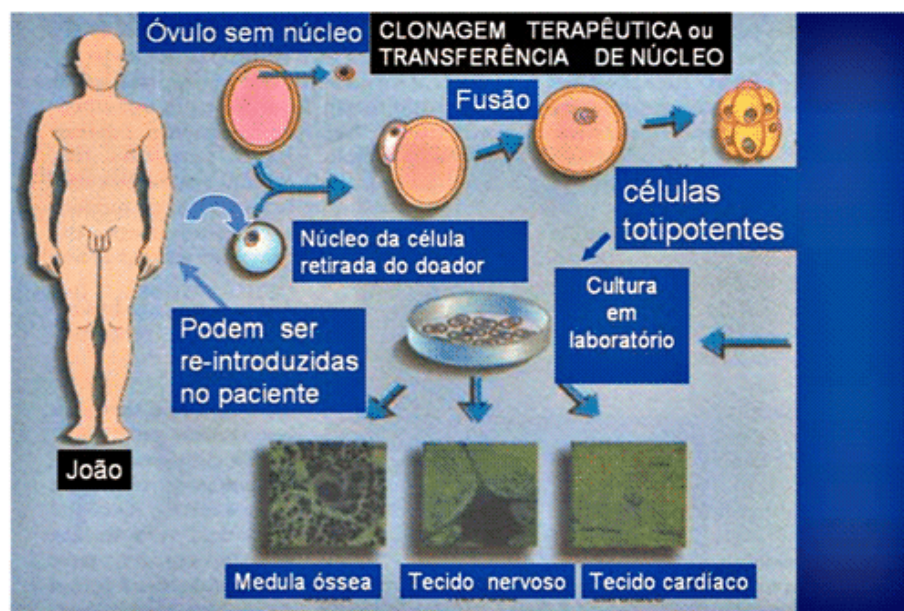 Óvulo sem núcleo
CLONAGEM TERAPÊUTICA ou
TRANSFERÊNCIA DE NÚCLEO
Fusão
células
totipotentes
Núcleo da célula
retirada do doador
Cultura
em
laboratório
Podem ser
re-introduzidas
no paciente
João
Medula óssea
Tecido nervoso
Tecido cardíaco